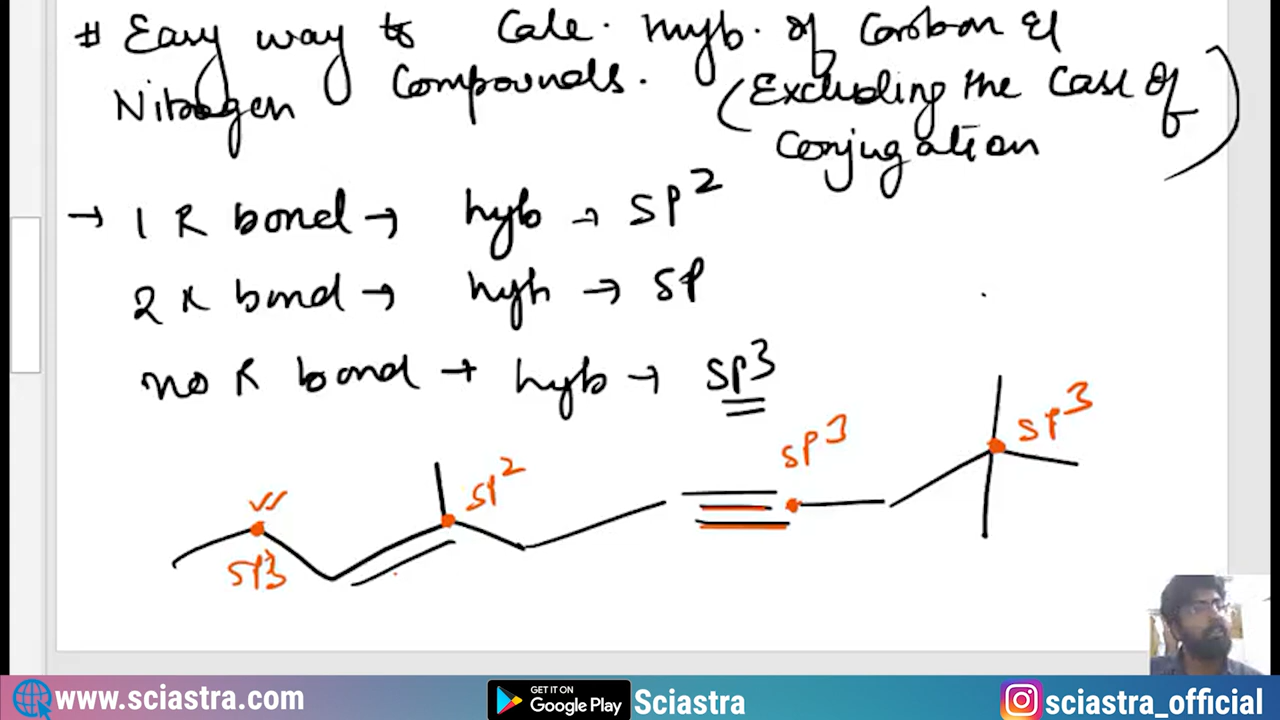 # Easy way to Calc. hyb. of Carbon &
Nitrogen Compounds. (Excluding the case of
Conjugation)
→ 1 π bond → hyb → SP²
2 π bond → hyb → SP
no π bond → hyb → SP³
SP³
SP³
SP²
SP³
www.sciastra.com
GET IT ON
Google Play
Sciastra
sciastra_official